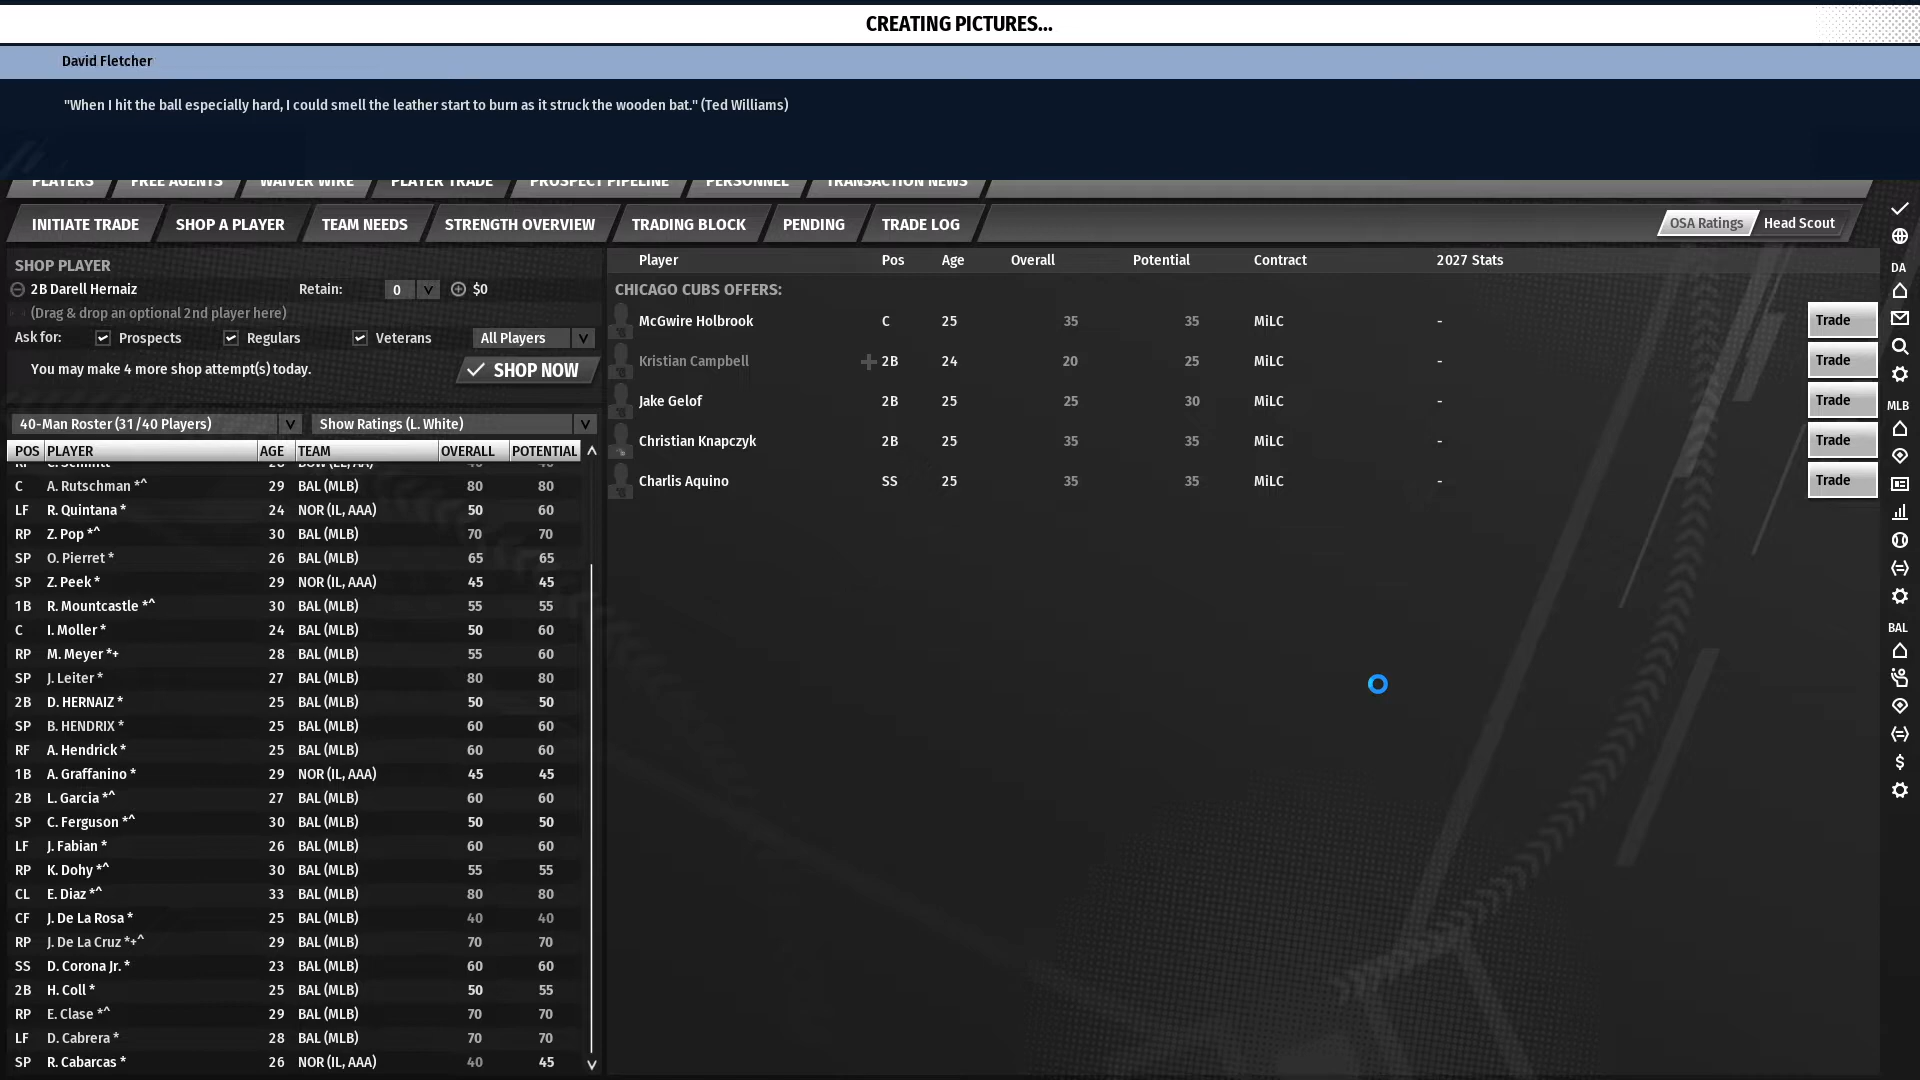 CREATING PICTURES...
David Fletcher
"When I hit the ball especially hard, I could smell the leather start to burn as it struck the wooden bat." (Ted Williams)
PLAYERS FREE AGENTS WAIVER WIRE PLAYER TRADE PROSPECT PIPELINE PERSONNEL TRANSACTION NEWS
INITIATE TRADE SHOP A PLAYER TEAM NEEDS STRENGTH OVERVIEW TRADING BLOCK PENDING TRADE LOG OSA Ratings Head Scout
SHOP PLAYER
2B Darell Hernaiz Retain: 0 $0
(Drag & drop an optional 2nd player here)
Ask for: Prospects Regulars Veterans All Players
You may make 4 more shop attempt(s) today. SHOP NOW
40-Man Roster (31/40 Players) Show Ratings (L. White)
POS PLAYER AGE TEAM OVERALL POTENTIAL
C A. Rutschman *^ 29 BAL (MLB) 80 80
LF R. Quintana * 24 NOR (IL, AAA) 50 60
RP Z. Pop *^ 30 BAL (MLB) 70 70
SP O. Pierret * 26 BAL (MLB) 65 65
SP Z. Peek * 29 NOR (IL, AAA) 45 45
1B R. Mountcastle *^ 30 BAL (MLB) 55 55
C I. Moller * 24 BAL (MLB) 50 60
RP M. Meyer *+ 28 BAL (MLB) 55 60
SP J. Leiter * 27 BAL (MLB) 80 80
2B D. HERNAIZ * 25 BAL (MLB) 50 50
SP B. HENDRIX * 25 BAL (MLB) 60 60
RF A. Hendrick * 25 BAL (MLB) 60 60
1B A. Graffanino * 29 NOR (IL, AAA) 45 45
2B L. Garcia *^ 27 BAL (MLB) 60 60
SP C. Ferguson *^ 30 BAL (MLB) 50 50
LF J. Fabian * 26 BAL (MLB) 60 60
RP K. Dohy *^ 30 BAL (MLB) 55 55
CL E. Diaz *^ 33 BAL (MLB) 80 80
CF J. De La Rosa * 25 BAL (MLB) 40 40
RP J. De La Cruz *+^ 29 BAL (MLB) 70 70
SS D. Corona Jr. * 23 BAL (MLB) 60 60
2B H. Coll * 25 BAL (MLB) 50 55
RP E. Clase *^ 29 BAL (MLB) 70 70
LF D. Cabrera * 28 BAL (MLB) 70 70
SP R. Cabarcas * 26 NOR (IL, AAA) 40 45
Player Pos Age Overall Potential Contract 2027 Stats
CHICAGO CUBS OFFERS:
McGwire Holbrook C 25 35 35 MiLC - Trade
Kristian Campbell 2B 24 20 25 MiLC - Trade
Jake Gelof 2B 25 25 30 MiLC - Trade
Christian Knapczyk 2B 25 35 35 MiLC - Trade
Charlis Aquino SS 25 35 35 MiLC - Trade
DA
MLB
BAL
$